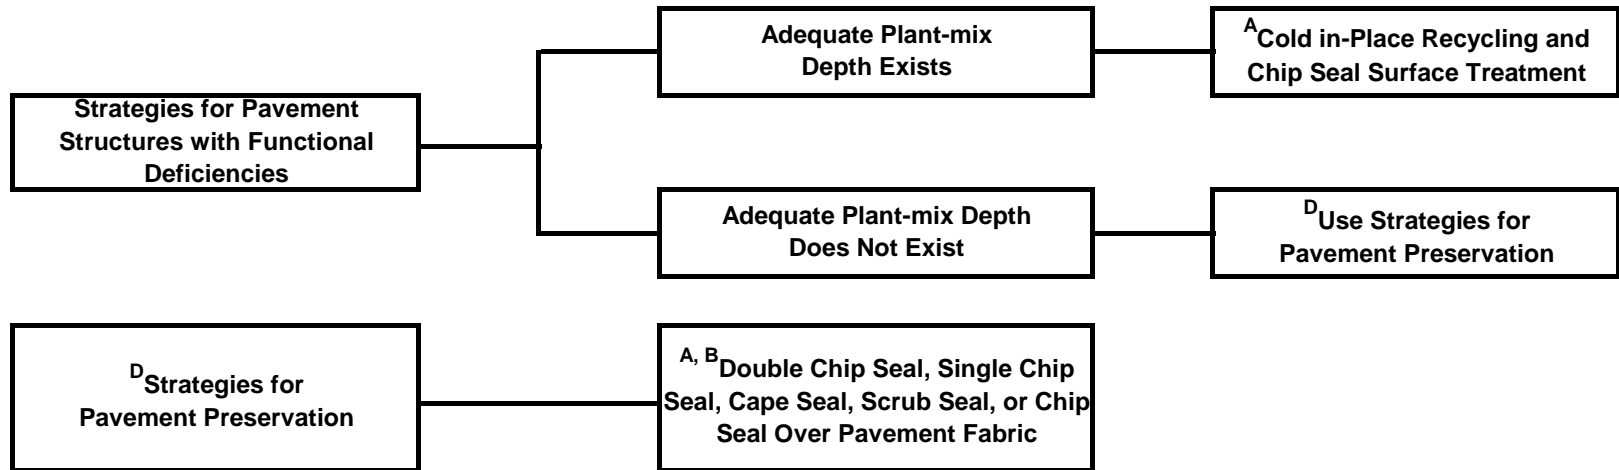 Adequate Plant-mix
Depth Exists
ACold in-Place Recycling and
Chip Seal Surface Treatment
Strategies for Pavement
Structures with Functional
Deficiencies
Adequate Plant-mix Depth
Does Not Exist
DUse Strategies for
Pavement Preservation
DStrategies for
Pavement Preservation
A, BDouble Chip Seal, Single Chip
Seal, Cape Seal, Scrub Seal, or Chip
Seal Over Pavement Fabric